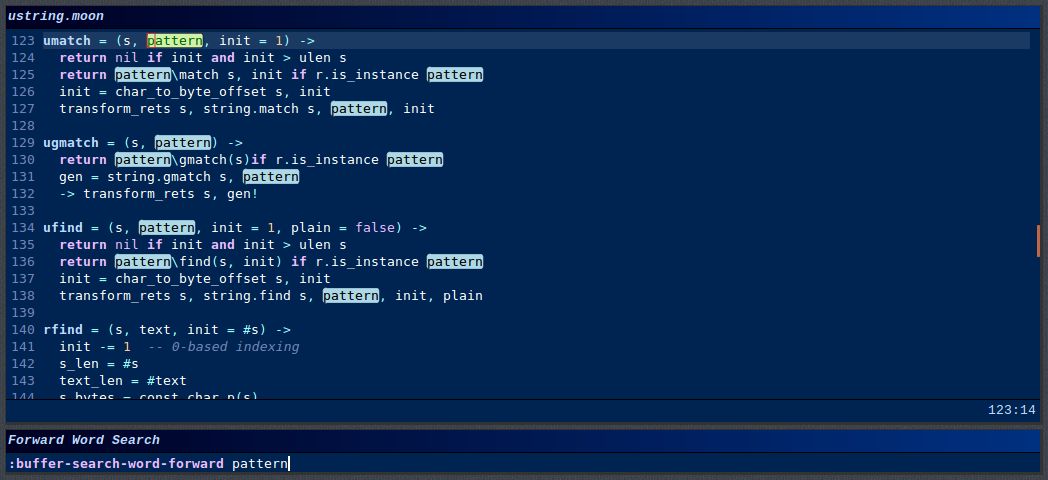 ustring.moon
123 umatch = (s, pattern, init = 1) ->
124   return nil if init and init > ulen s
125   return pattern\match s, init if r.is_instance pattern
126   init = char_to_byte_offset s, init
127   transform_rets s, string.match s, pattern, init
128
129 ugmatch = (s, pattern) ->
130   return pattern\gmatch(s)if r.is_instance pattern
131   gen = string.gmatch s, pattern
132   -> transform_rets s, gen!
133
134 ufind = (s, pattern, init = 1, plain = false) ->
135   return nil if init and init > ulen s
136   return pattern\find(s, init) if r.is_instance pattern
137   init = char_to_byte_offset s, init
138   transform_rets s, string.find s, pattern, init, plain
139
140 rfind = (s, text, init = #s) ->
141   init -= 1  -- 0-based indexing
142   s_len = #s
143   text_len = #text
144   s_bytes = const_char_p(s)
123:14
Forward Word Search
:buffer-search-word-forward pattern